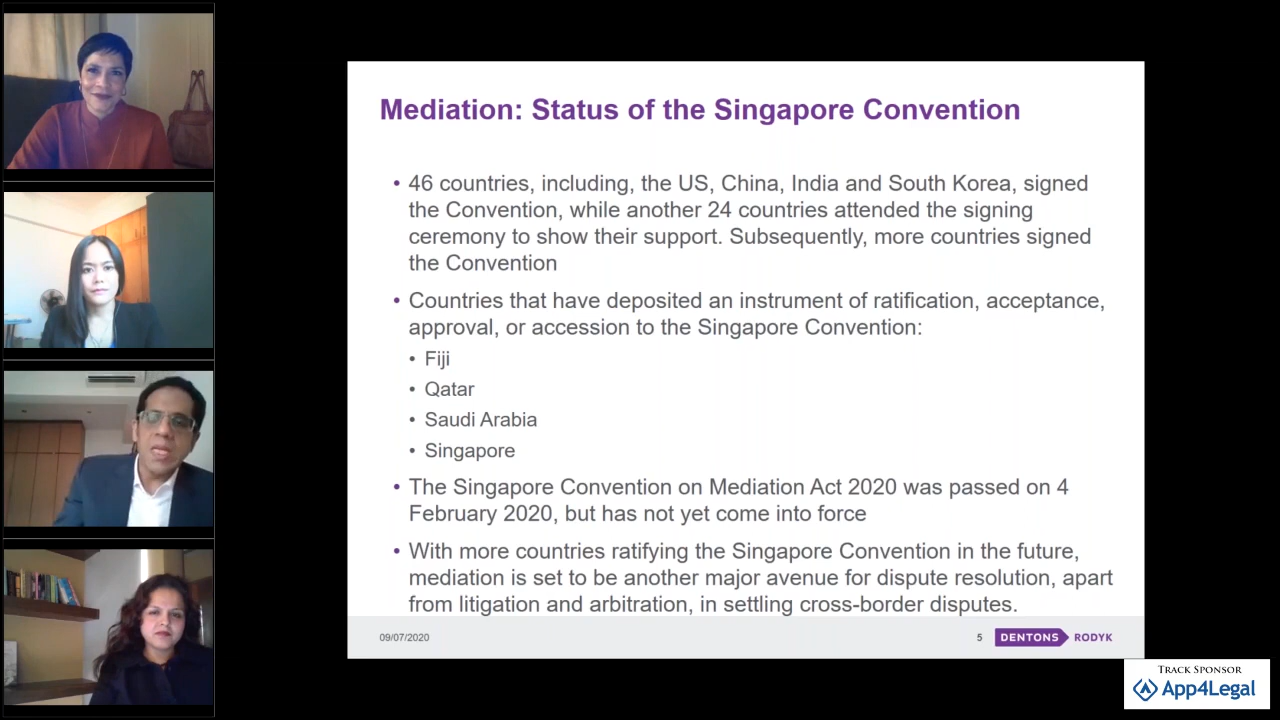 Mediation: Status of the Singapore Convention
• 46 countries, including, the US, China, India and South Korea, signed
the Convention, while another 24 countries attended the signing
ceremony to show their support. Subsequently, more countries signed
the Convention
• Countries that have deposited an instrument of ratification, acceptance,
approval, or accession to the Singapore Convention:
• Fiji
• Qatar
• Saudi Arabia
• Singapore
• The Singapore Convention on Mediation Act 2020 was passed on 4
February 2020, but has not yet come into force
• With more countries ratifying the Singapore Convention in the future,
mediation is set to be another major avenue for dispute resolution, apart
from litigation and arbitration, in settling cross-border disputes.
09/07/2020
5
DENTONS RODYK
TRACK SPONSOR
App4Legal